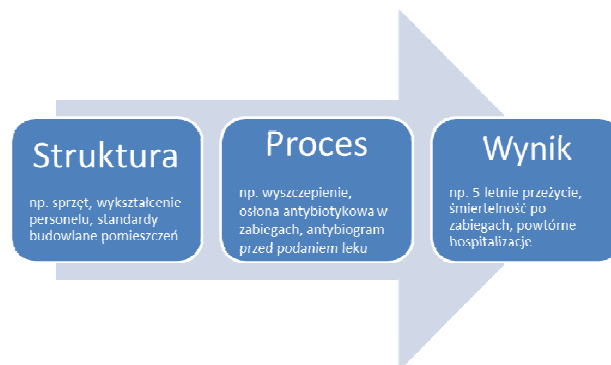 Struktura
np. sprzęt, wykształcenie
personelu, standardy
budowlane pomieszczeń
Proces
np. wyszczepienie,
osłona antybiotykowa w
zabiegach, antybiogram
przed podaniem leku
Wynik
np. 5 letnie przeżycie,
śmiertelność po
zabiegach, powtórne
hospitalizacje